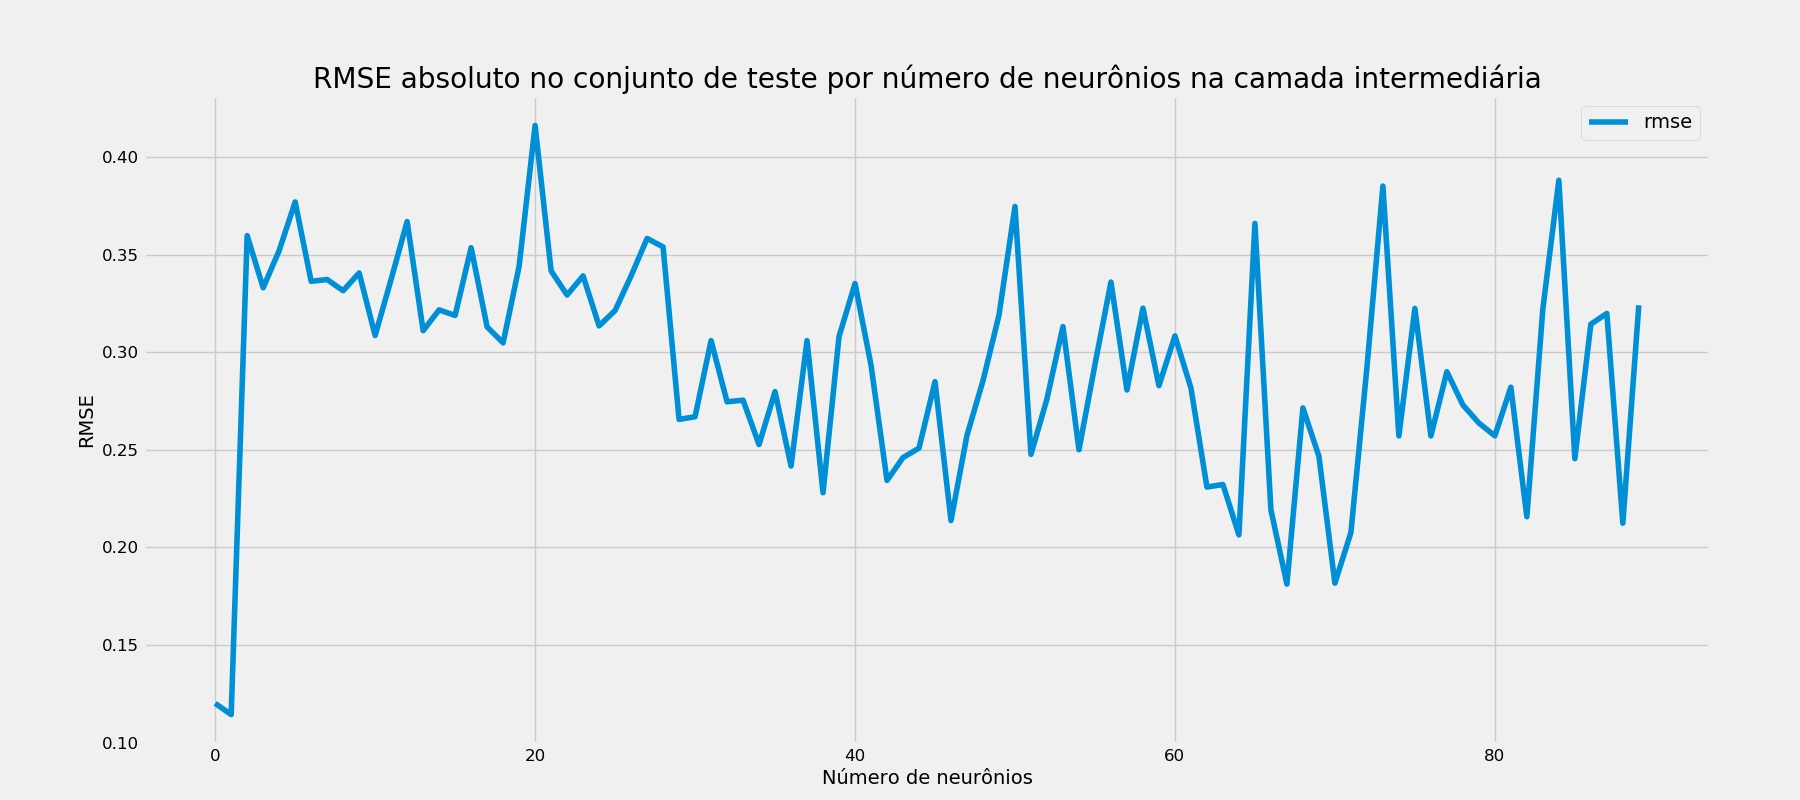 RMSE absoluto no conjunto de teste por número de neurônios na camada intermediária
rmse
0.40
0.35
0.30
0.25
0.20
0.15
0.10
RMSE
0 20 40 60 80
Número de neurônios